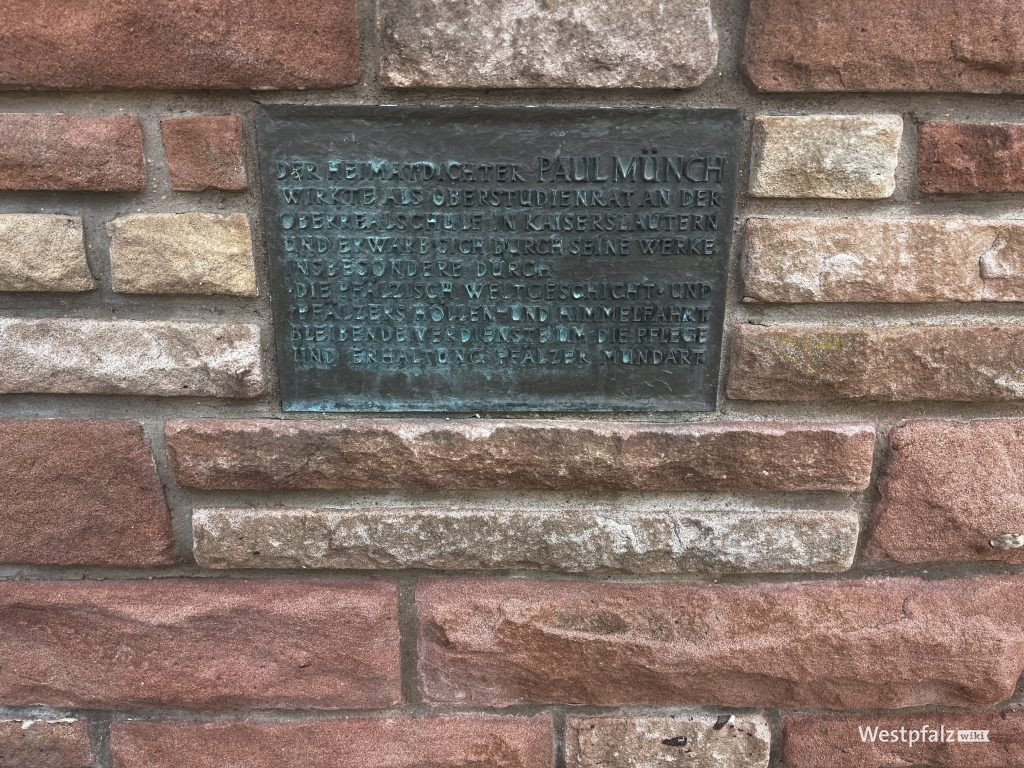 DER HEIMATDICHTER PAUL MÜNCH
WIRKTE ALS OBERSTUDIENRAT AN DER
OBERREALSCHULE IN KAISERSLAUTERN
UND ERWARB SICH DURCH SEINE WERKE,
INSBESONDERE DURCH
"DIE PFÄLZISCH WELTGESCHICHT" UND
"PFÄLZERS HÖLLEN- UND HIMMELFAHRT"
BLEIBENDE VERDIENSTE UM DIE PFLEGE
UND ERHALTUNG PFÄLZER MUNDART
Westpfalz wiki